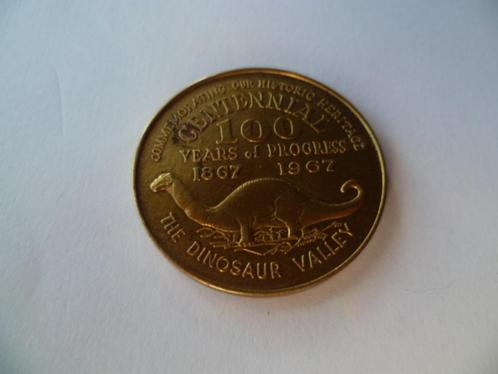 COMMEMORATING OUR HISTORIC HERITAGE
CENTENNIAL
100
YEARS of PROGRESS
1867 1967
THE DINOSAUR VALLEY